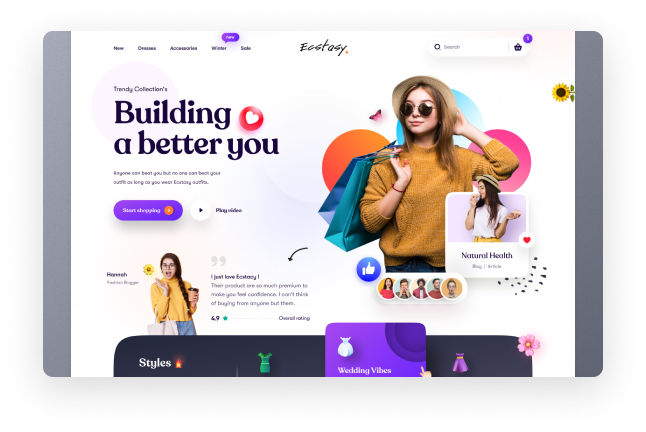 new
New Dresses Accessories Winter Sale
Ecstasy.
Search
1
Trendy Collection's
Building
a better you
Anyone can beat you but no one can beat your
outfit as long as you wear Ecstasy outfits.
Start shopping
Play video
Hannah
Fashion Blogger
I just love Ecstacy !
Their product are so much premium to
make you feel confidence. I can't think
of buying from anyone but them.
4.9 Overall rating
Natural Health
Blog | Article
Styles
Wedding Vibes